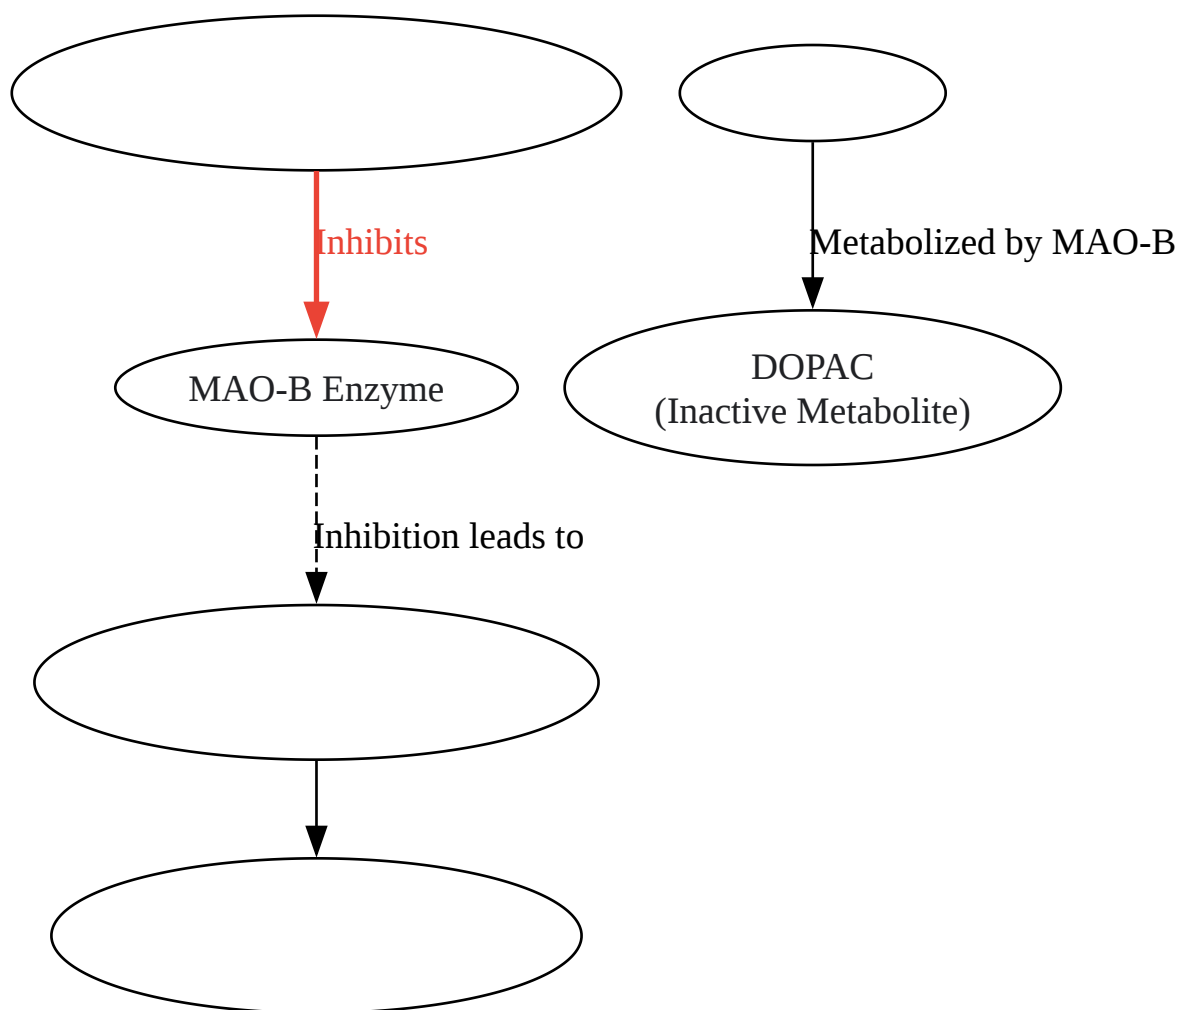 Inhibits
Metabolized by MAO-B
MAO-B Enzyme
DOPAC
(Inactive Metabolite)
Inhibition leads to